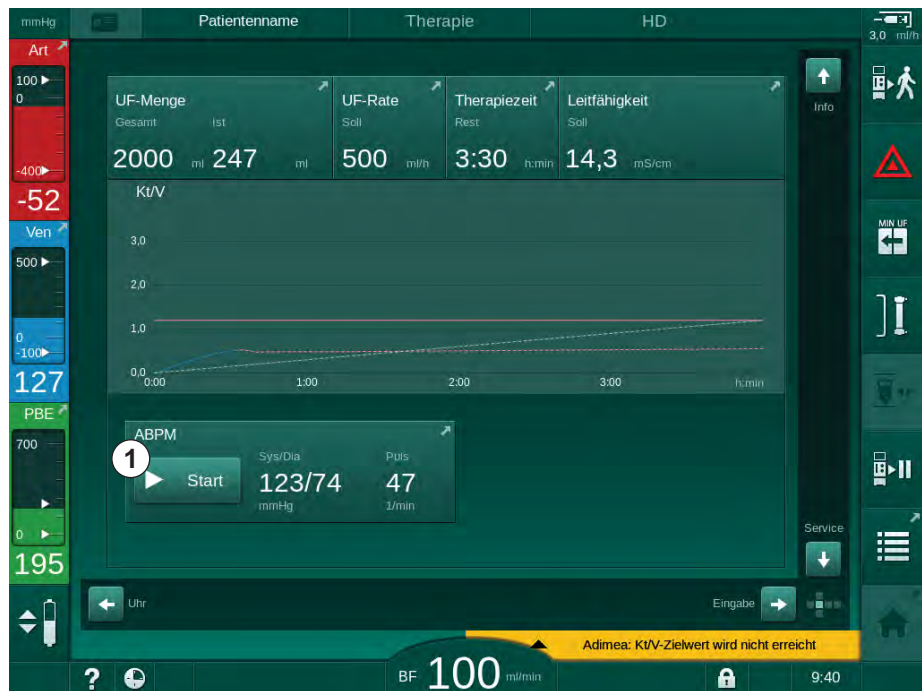 mmHg Patientenname Therapie HD
3,0 ml/h
Art
100
0
-400
-52
Ven
500
0
-100
127
PBE
700
0
195
UF-Menge
Gesamt Ist
2000 ml 247 ml
UF-Rate
Soll
500 ml/h
Therapiezeit
Rest
3:30 h:min
Leitfähigkeit
Soll
14,3 mS/cm
Info
Kt/V
3,0
2,0
1,0
0,0
0:00 1:00 2:00 3:00 h:min
ABPM
1
Start
Sys/Dia
123/74
mmHg
Puls
47
1/min
Service
Uhr Eingabe
MIN UF
Adimea: Kt/V-Zielwert wird nicht erreicht
? BF 100 ml/min 9:40